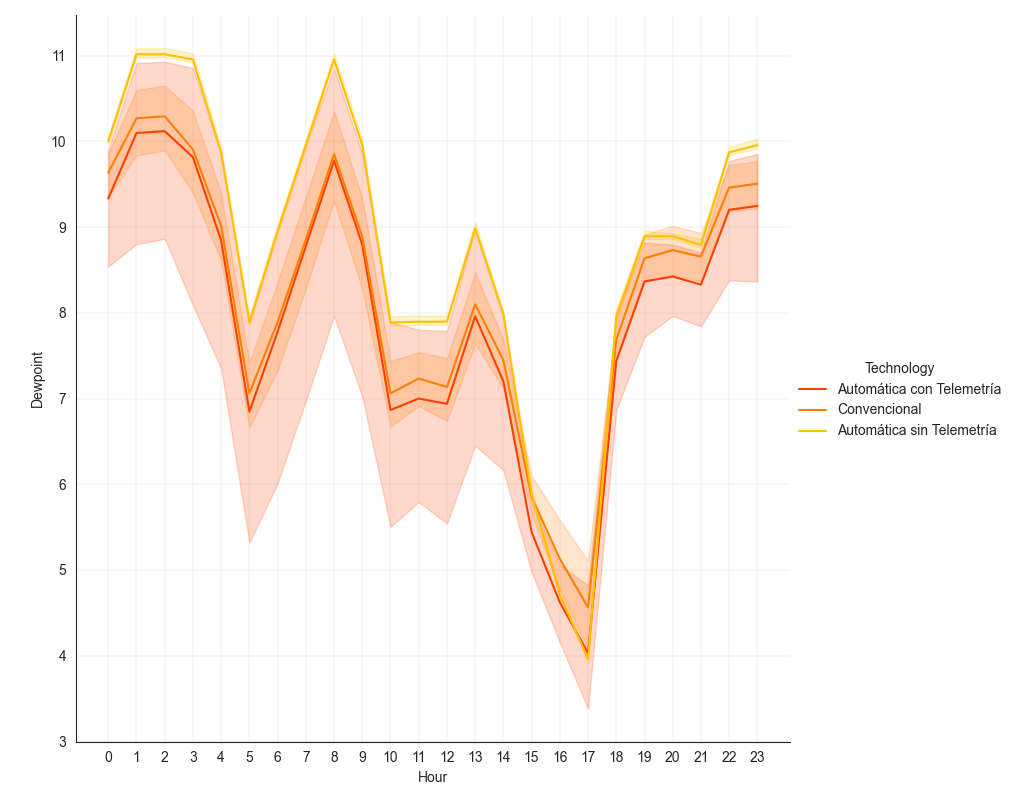 11
10
9
8
7
6
5
4
3
Dewpoint
0 1 2 3 4 5 6 7 8 9 10 11 12 13 14 15 16 17 18 19 20 21 22 23
Hour
Technology
Automática con Telemetría
Convencional
Automática sin Telemetría